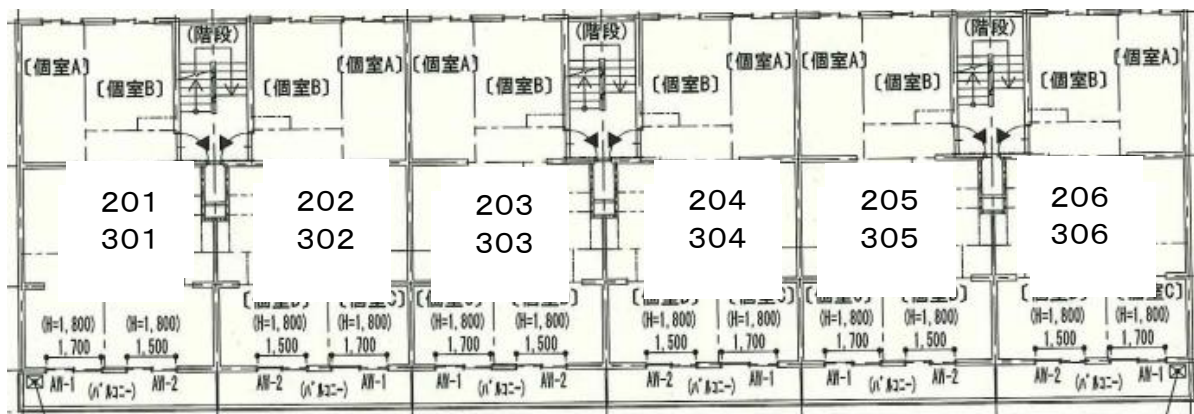 (階段) (階段) (階段)
〔個室A〕 〔個室A〕 〔個室A〕 〔個室A〕 〔個室A〕 〔個室A〕
〔個室B〕 〔個室B〕 〔個室B〕 〔個室B〕 〔個室B〕 〔個室B〕
201 202 203 204 205 206
301 302 303 304 305 306
〔個室C〕
(H=1,800) (H=1,800) (H=1,800) (H=1,800) (H=1,800) (H=1,800) (H=1,800) (H=1,800) (H=1,800) (H=1,800) (H=1,800) (H=1,800)
1,700 1,500 1,500 1,700 1,700 1,500 1,500 1,700 1,700 1,500 1,500 1,700
AW-1 (バルコニー) AW-2 AW-2 (バルコニー) AW-1 AW-1 (バルコニー) AW-2 AW-2 (バルコニー) AW-1 AW-1 (バルコニー) AW-2 AW-2 (バルコニー) AW-1